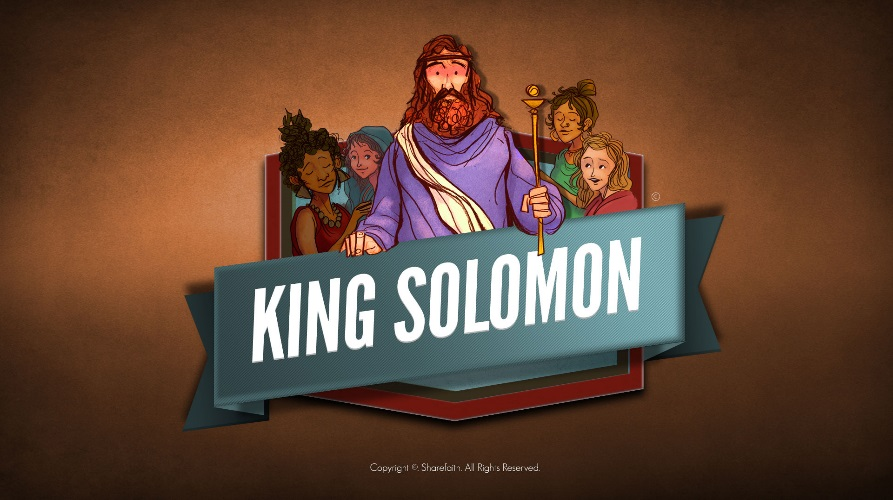 ©
KING SOLOMON
Copyright ©. Sharefaith. All Rights Reserved.